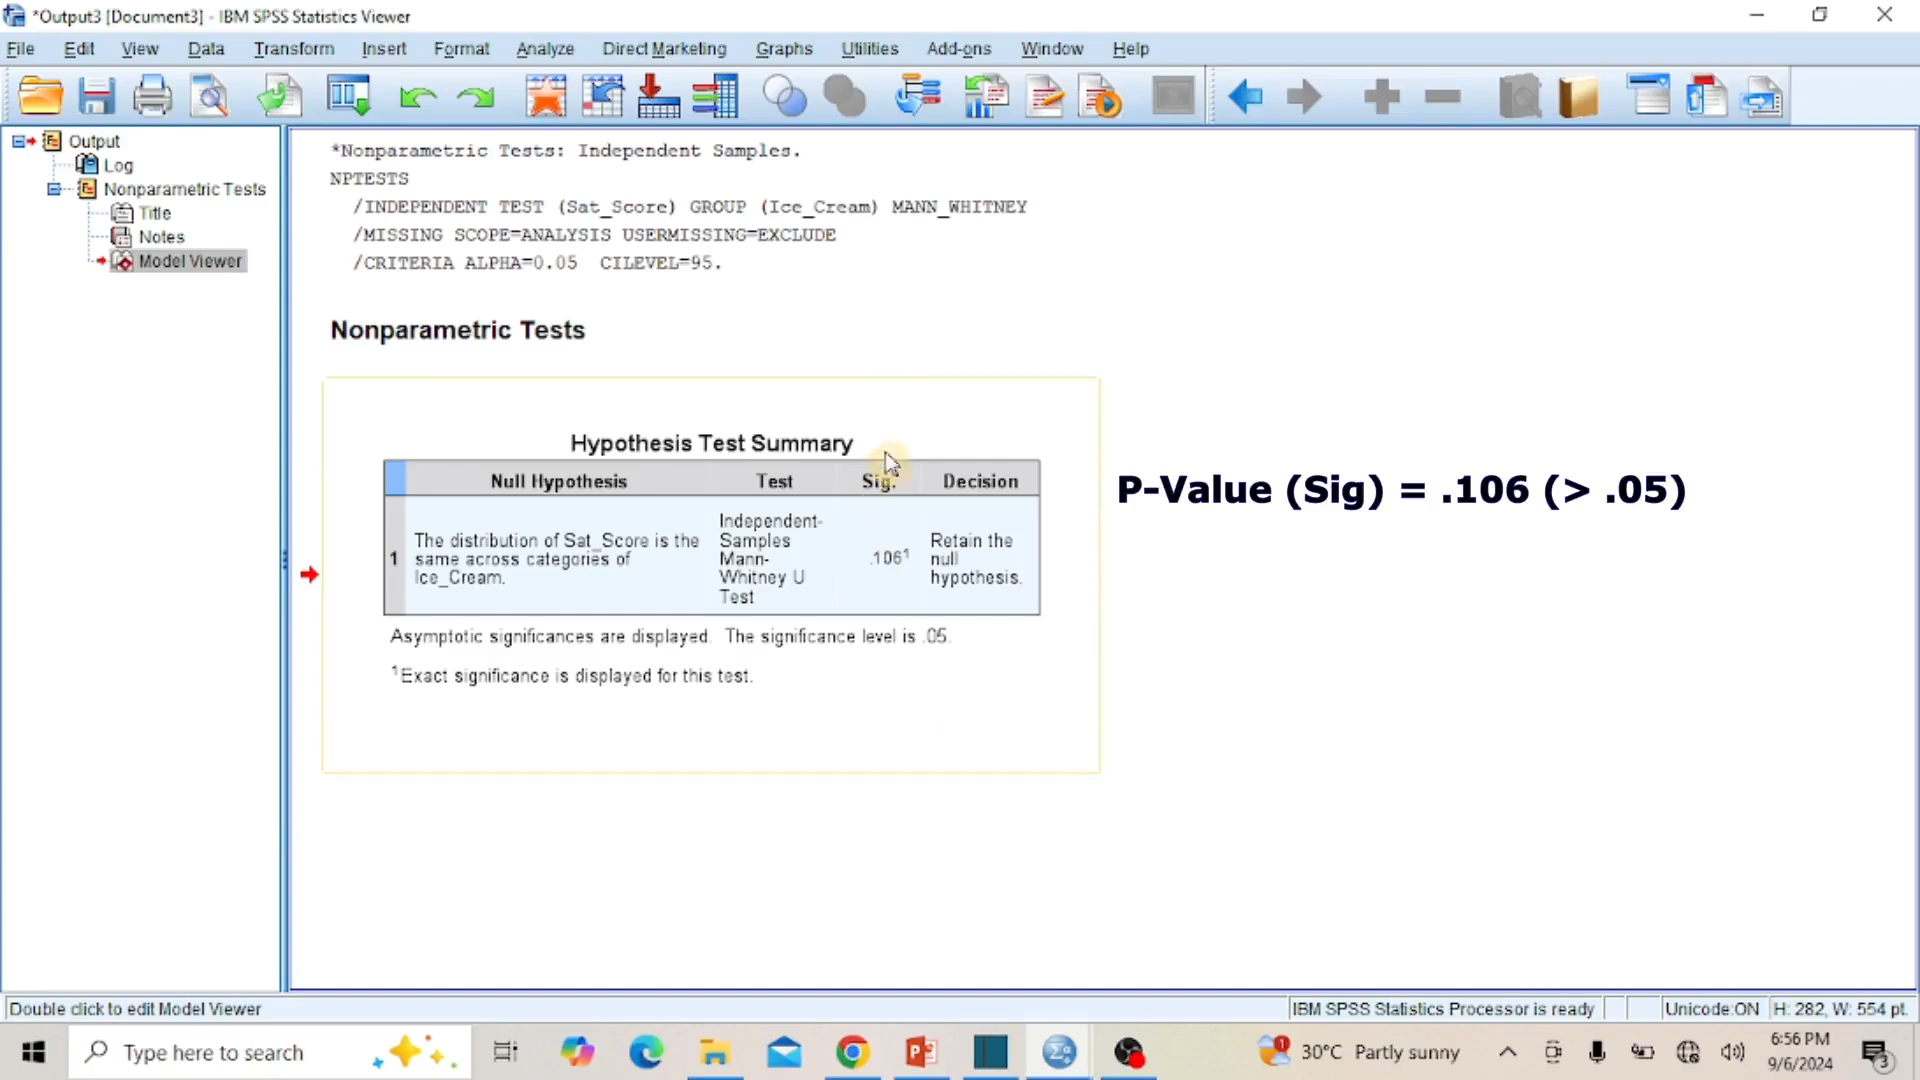 *Output3 [Document3] - IBM SPSS Statistics Viewer
File Edit View Data Transform Insert Format Analyze Direct Marketing Graphs Utilities Add-ons Window Help
Output
Log
Nonparametric Tests
Title
Notes
Model Viewer
*Nonparametric Tests: Independent Samples.
NPTESTS
/INDEPENDENT TEST (Sat_Score) GROUP (Ice_Cream) MANN_WHITNEY
/MISSING SCOPE=ANALYSIS USERMISSING=EXCLUDE
/CRITERIA ALPHA=0.05 CILEVEL=95.
Nonparametric Tests
Hypothesis Test Summary
Null Hypothesis Test Sig. Decision
1
The distribution of Sat_Score is the
same across categories of
Ice_Cream.
Independent-
Samples
Mann-
Whitney U
Test
.106¹
Retain the
null
hypothesis.
Asymptotic significances are displayed. The significance level is .05.
¹Exact significance is displayed for this test.
P-Value (Sig) = .106 (> .05)
Double click to edit Model Viewer
IBM SPSS Statistics Processor is ready
Unicode:ON
H: 282, W: 554 pt.
Type here to search
1
30°C Partly sunny
6:56 PM
9/6/2024
3